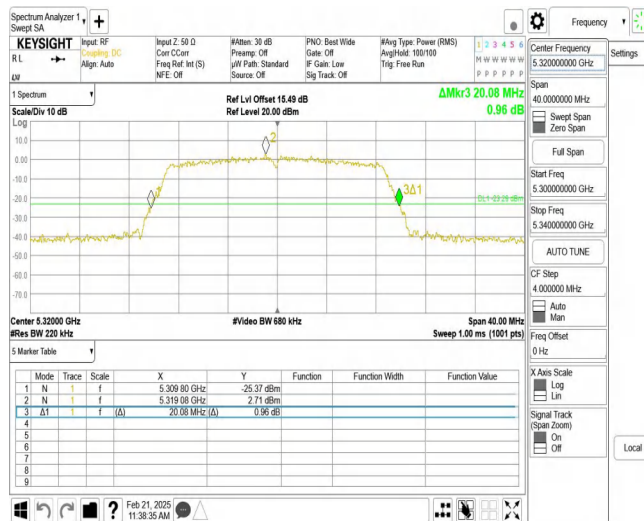 Spectrum Analyzer 1
Swept SA
Frequency
KEYSIGHT
RL
Input: RF
Coupling: DC
Align: Auto
Input Z: 50 Ω
Corr CCorr
Freq Ref: Int (S)
NFE: Off
#Atten: 30 dB
Preamp: Off
µW Path: Standard
Source: Off
PNO: Best Wide
Gate: Off
IF Gain: Low
Sig Track: Off
#Avg Type: Power (RMS)
Avg|Hold: 100/100
Trig: Free Run
1 2 3 4 5 6
M W W W W W
P P P P P P
1 Spectrum
Scale/Div 10 dB
Log
Ref Lvl Offset 15.49 dB
Ref Level 20.00 dBm
ΔMkr3 20.08 MHz
0.96 dB
10.0
0.00
-10.0
-20.0
-30.0
-40.0
-50.0
-60.0
-70.0
2
3Δ1
Center 5.32000 GHz
#Res BW 220 kHz
#Video BW 680 kHz
Span 40.00 MHz
Sweep 1.00 ms (1001 pts)
5 Marker Table
Mode Trace Scale X Y Function Function Width Function Value
1 N 1 f 5.309 80 GHz -25.37 dBm
2 N 1 f 5.319 08 GHz 2.71 dBm
3 Δ1 1 f (Δ) 20.08 MHz (Δ) 0.96 dB
4
5
6
7
8
9
Feb 21, 2025
11:38:35 AM
Center Frequency
5.320000000 GHz
Span
40.0000000 MHz
Swept Span
Zero Span
Full Span
Start Freq
5.300000000 GHz
Stop Freq
5.340000000 GHz
AUTO TUNE
CF Step
4.000000 MHz
Auto
Man
Freq Offset
0 Hz
X Axis Scale
Log
Lin
Signal Track
(Span Zoom)
On
Off
Settings
Local